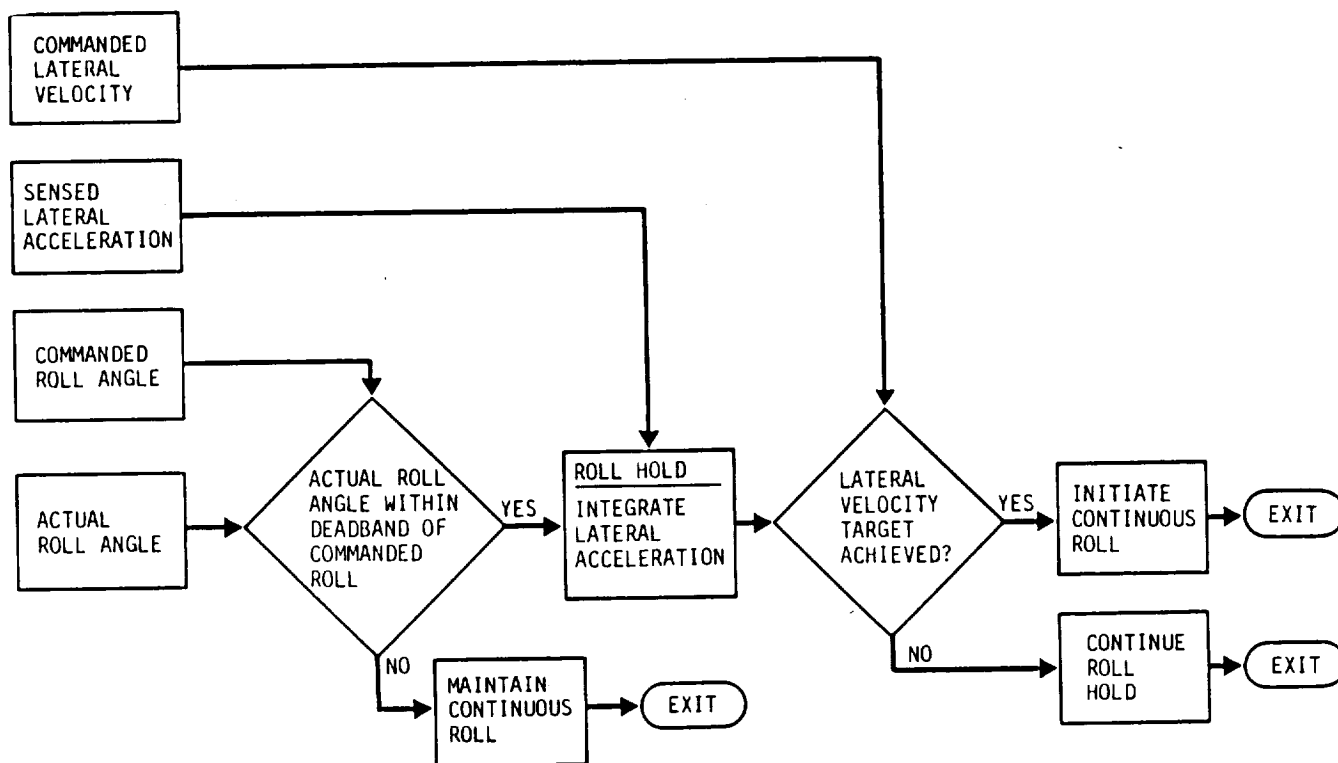 COMMANDED
LATERAL
VELOCITY
SENSED
LATERAL
ACCELERATION
COMMANDED
ROLL ANGLE
ACTUAL
ROLL ANGLE
ACTUAL ROLL
ANGLE WITHIN
DEADBAND OF
COMMANDED
ROLL
YES
NO
MAINTAIN
CONTINUOUS
ROLL
EXIT
ROLL HOLD
INTEGRATE
LATERAL
ACCELERATION
LATERAL
VELOCITY
TARGET
ACHIEVED?
YES
INITIATE
CONTINUOUS
ROLL
EXIT
NO
CONTINUE
ROLL
HOLD
EXIT